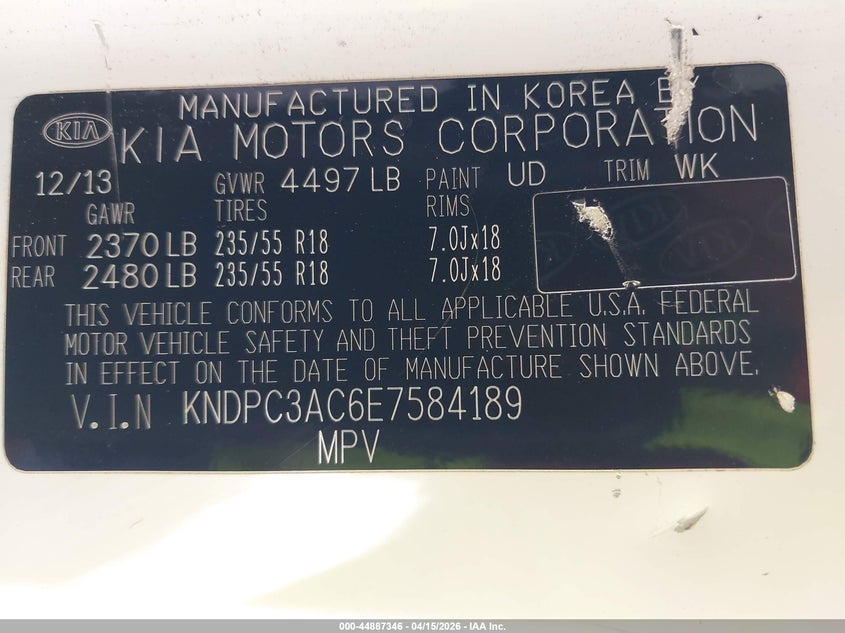 MANUFACTURED IN KOREA BY
KIA KIA MOTORS CORPORATION
12/13 GVWR 4497 LB PAINT UD TRIM WK
GAWR TIRES RIMS
FRONT 2370 LB 235/55 R18 7.0Jx18
REAR 2480 LB 235/55 R18 7.0Jx18
THIS VEHICLE CONFORMS TO ALL APPLICABLE U.S.A. FEDERAL
MOTOR VEHICLE SAFETY AND THEFT PREVENTION STANDARDS
IN EFFECT ON THE DATE OF MANUFACTURE SHOWN ABOVE.
V.I.N KNDPC3AC6E7584189
MPV
000-44887346 - 04/15/2026 - IAA Inc.